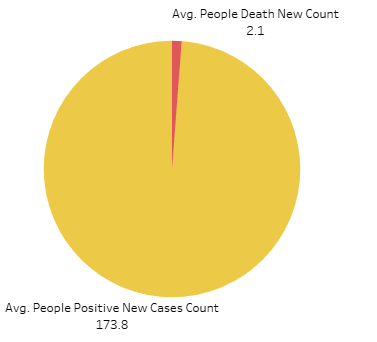 Avg. People Death New Count
2.1
Avg. People Positive New Cases Count
173.8